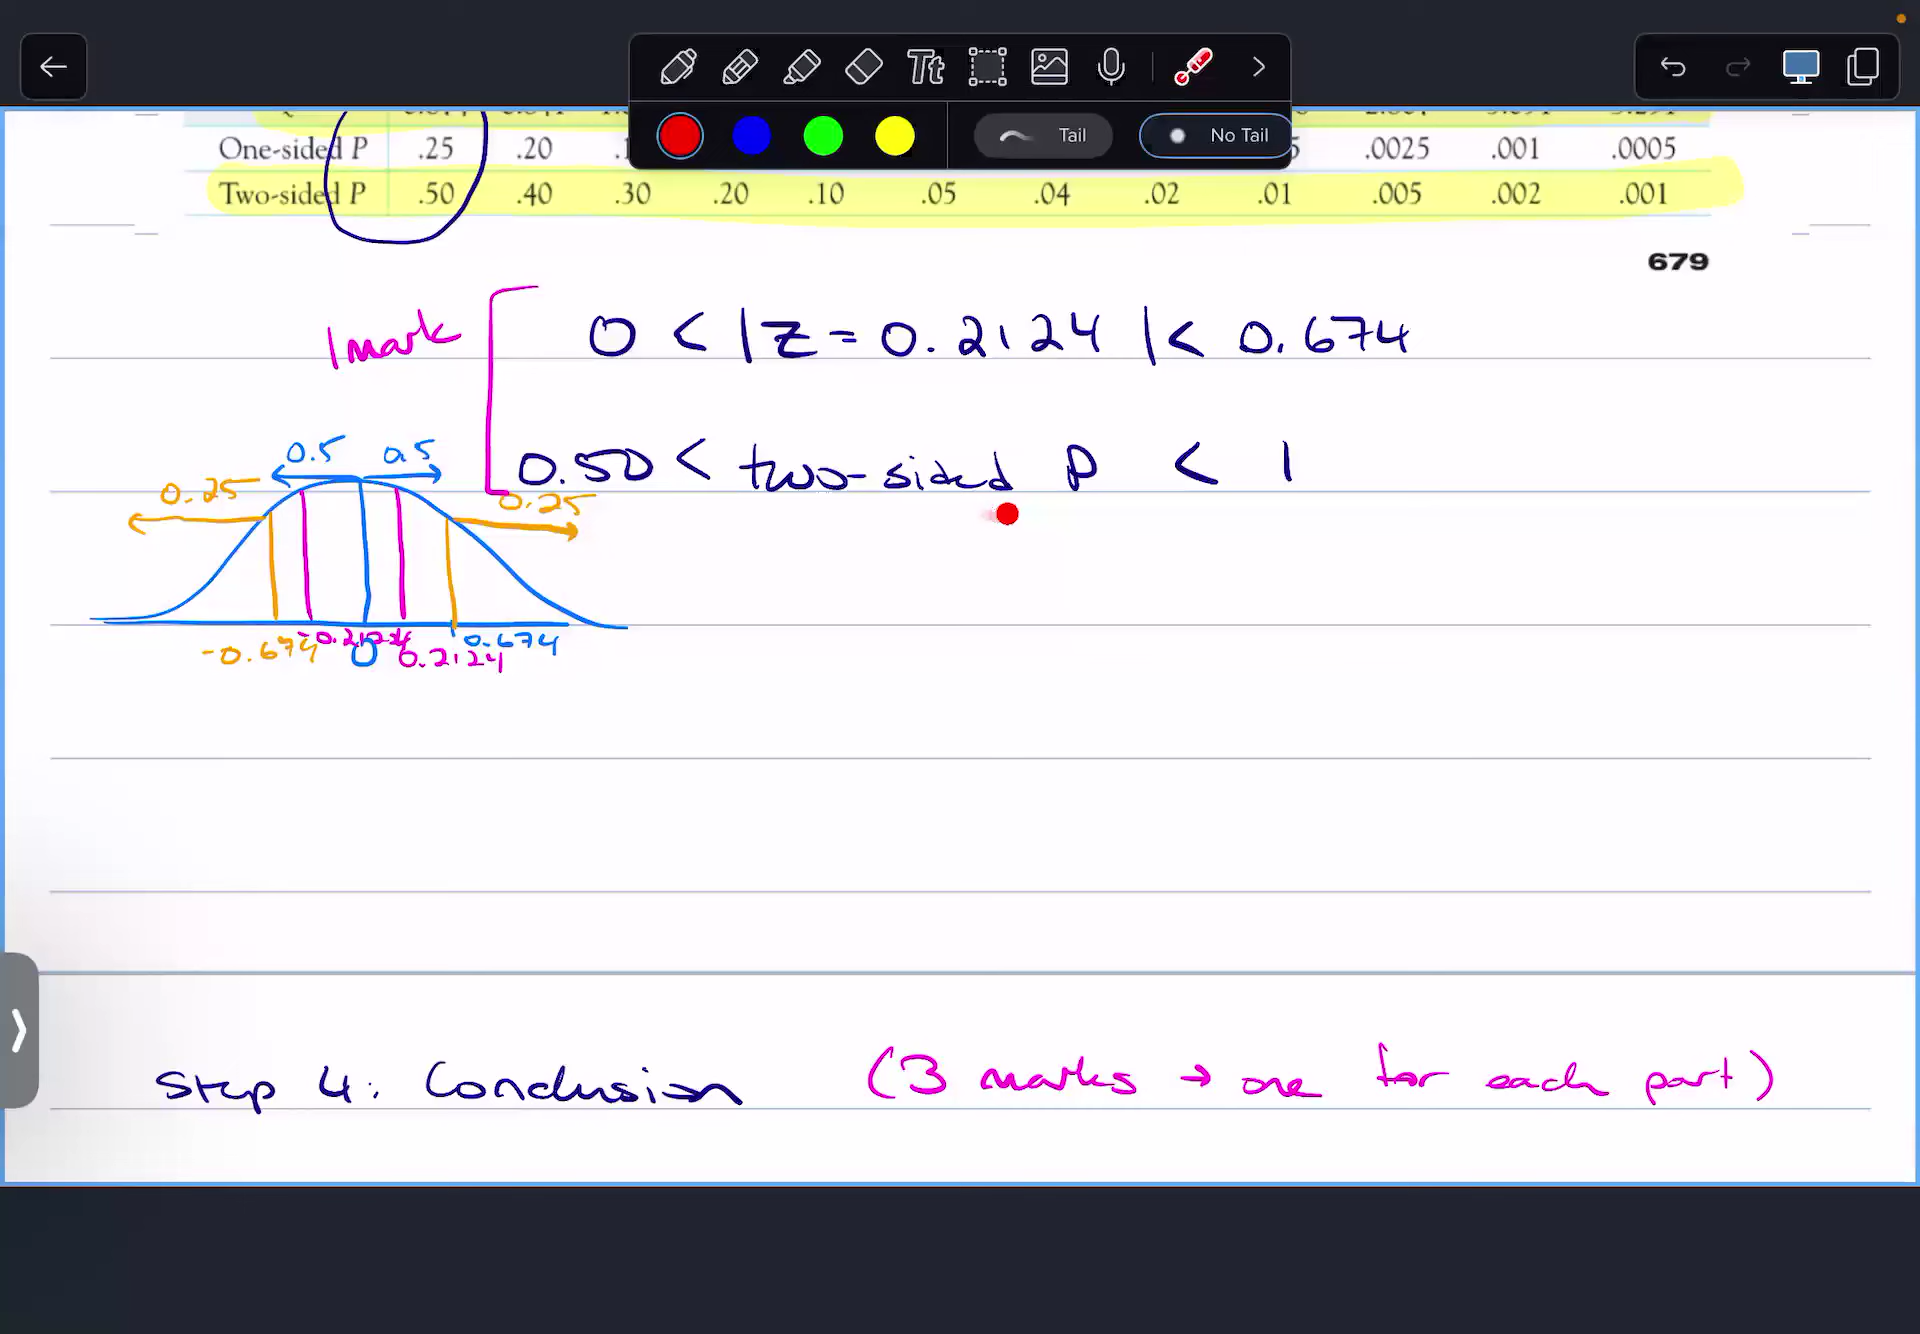 Tt
Tail
No Tail
One-sided P .25 .20 .1 5 .0025 .001 .0005
Two-sided P .50 .40 .30 .20 .10 .05 .04 .02 .01 .005 .002 .001
679
1 mark
0 < |z = 0.2124| < 0.674
0.50 < two-sided P < 1
0.5 0.5
0.25 0.25
-0.674 -0.2124 0 0.2124 0.674
Step 4: Conclusion (3 marks → one for each part)